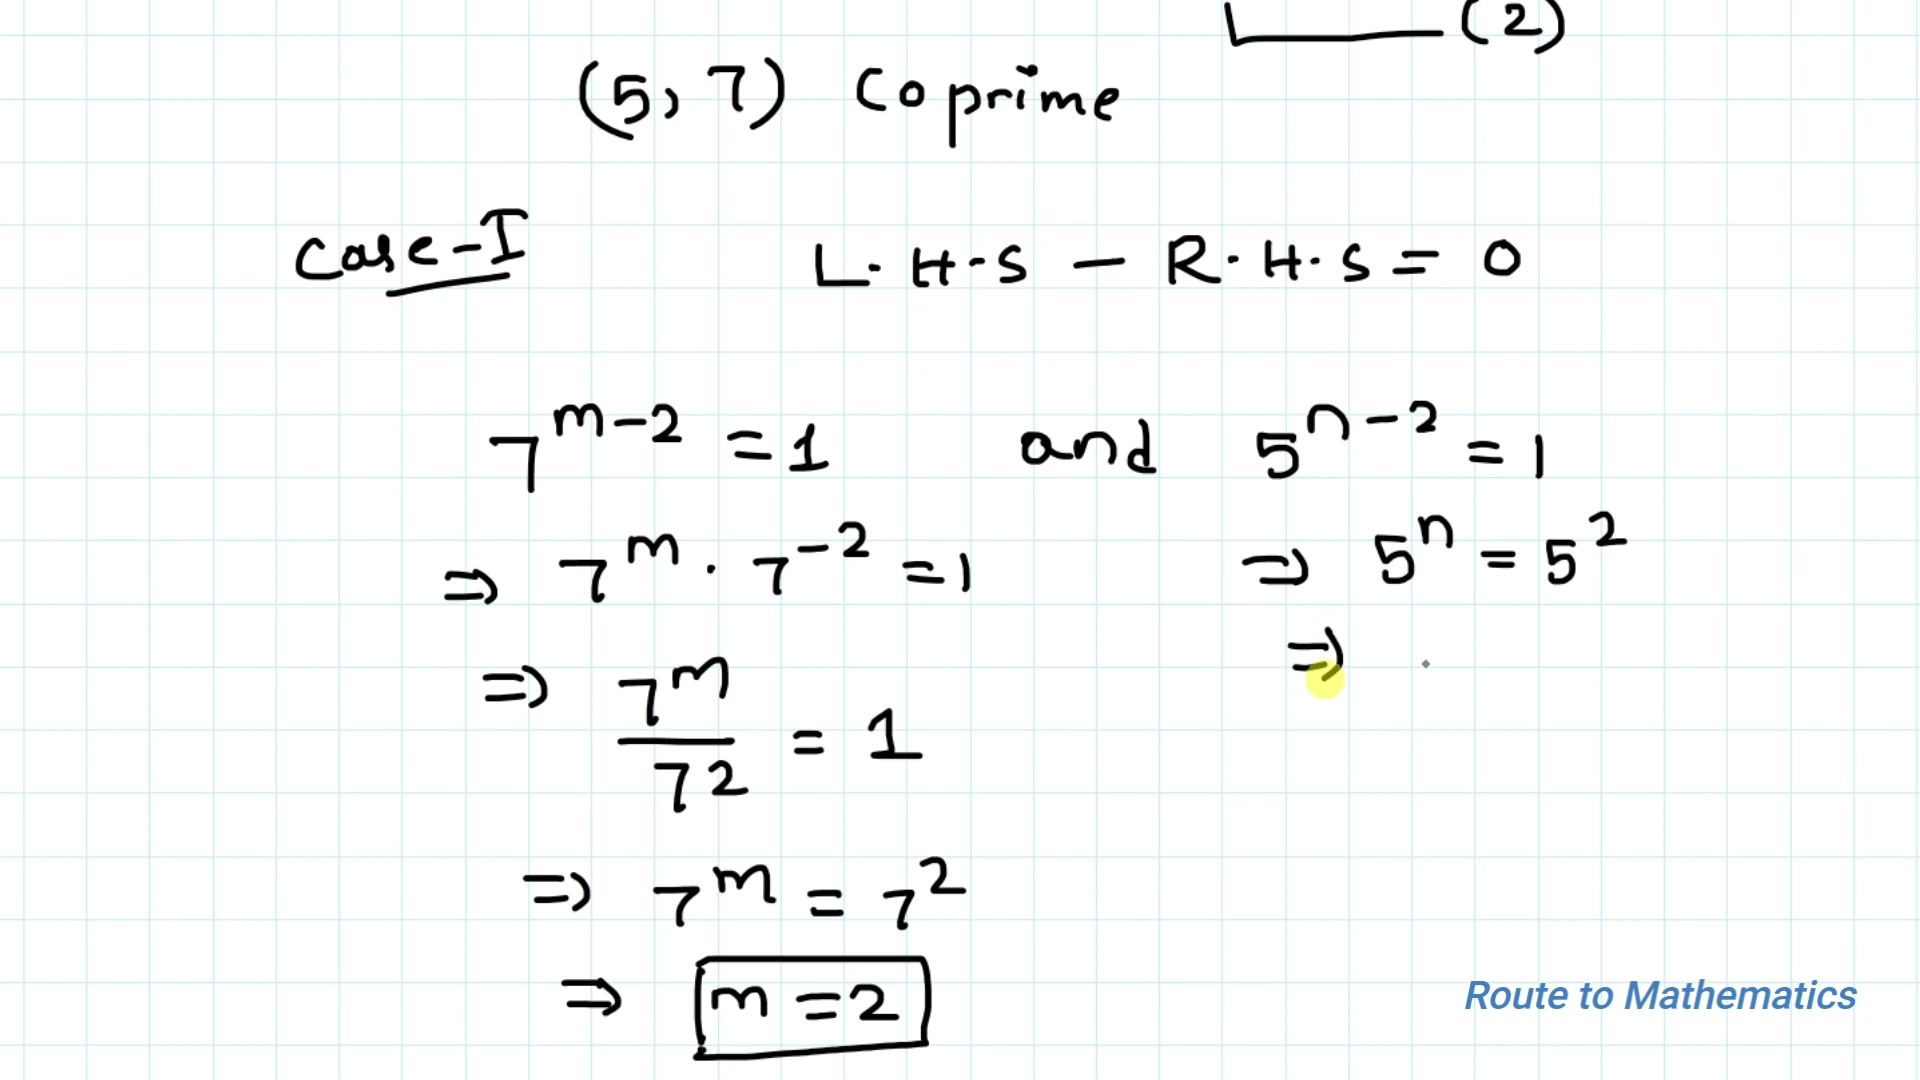 (2)
(5, 7) Coprime
Case-I L.H.S - R.H.S = 0
7^{m-2} = 1 and 5^{n-2} = 1
⇒ 7^m · 7^{-2} = 1 ⇒ 5^n = 5^2
⇒ 7^m / 7^2 = 1 ⇒
⇒ 7^m = 7^2
⇒ m = 2
Route to Mathematics